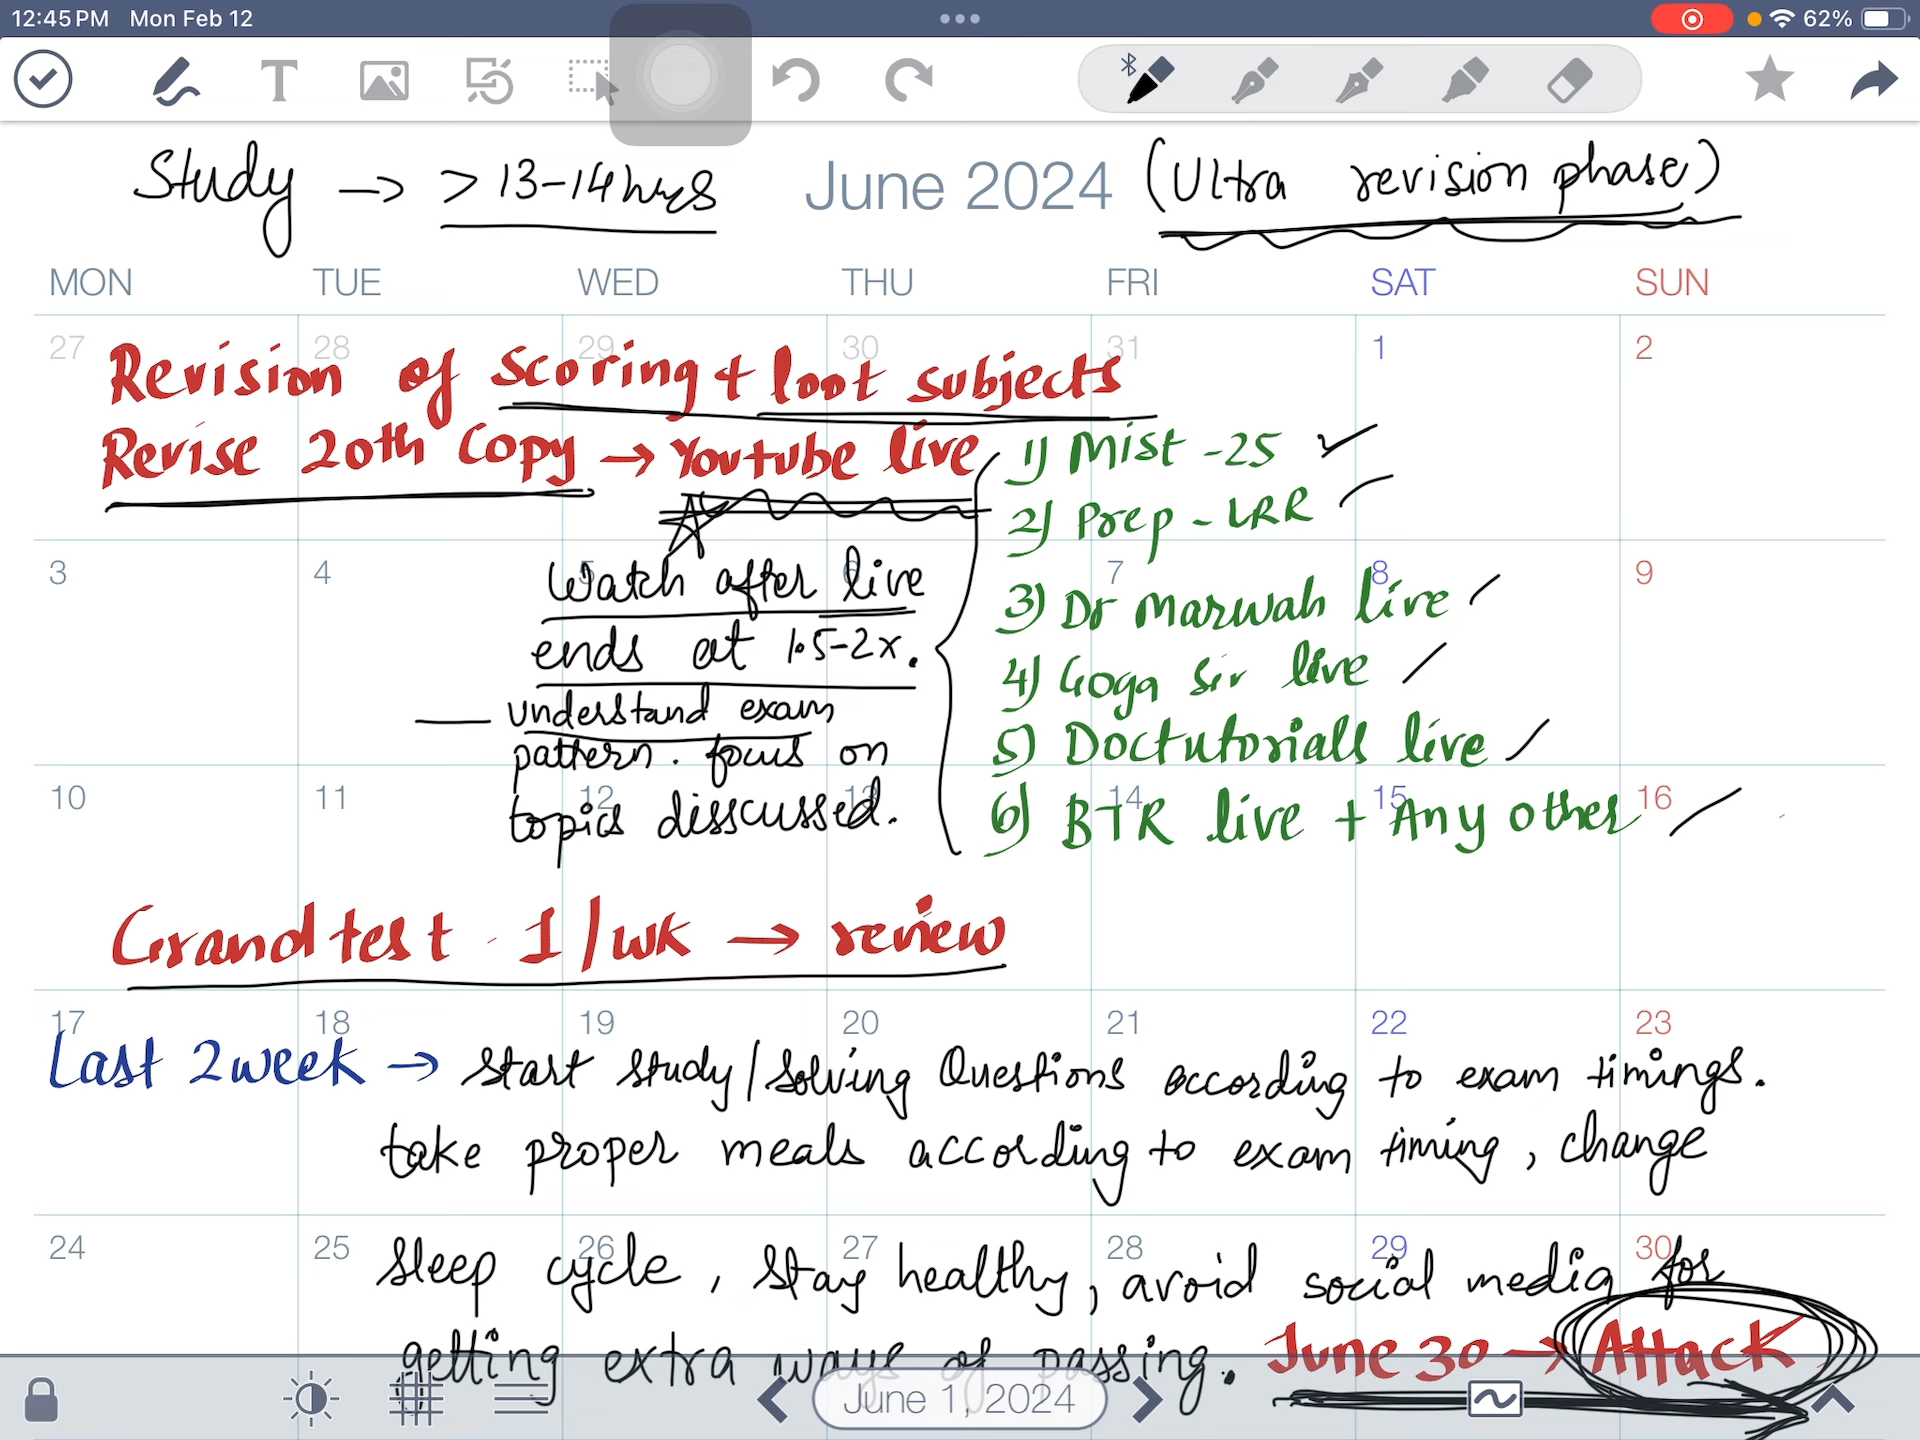 12:45 PM Mon Feb 12
62%
T
Study → > 13-14 hrs June 2024 (Ultra revision phase)
MON TUE WED THU FRI SAT SUN
27 28 29 30 31 1 2
Revision of scoring + loot subjects
Revise 20th Copy → Youtube live
1) Mist -25
2) Prep - LRR
3 4 5 6 7 8 9
Watch after live
ends at 1.5-2x.
understand exam
pattern. focus on
topics disscussed.
3) Dr Marwah live
4) Goga Sir live
5) Doctutorials live
10 11 12 13 14 15 16
6) BTR live + Any other
Grand test 1/wk → review
17 18 19 20 21 22 23
Last 2 week → start study/solving Questions according to exam timings.
take proper meals according to exam timing, change
24 25 26 27 28 29 30
sleep cycle, stay healthy, avoid social media for
getting extra ways of passing. June 30 → Attack
June 1, 2024